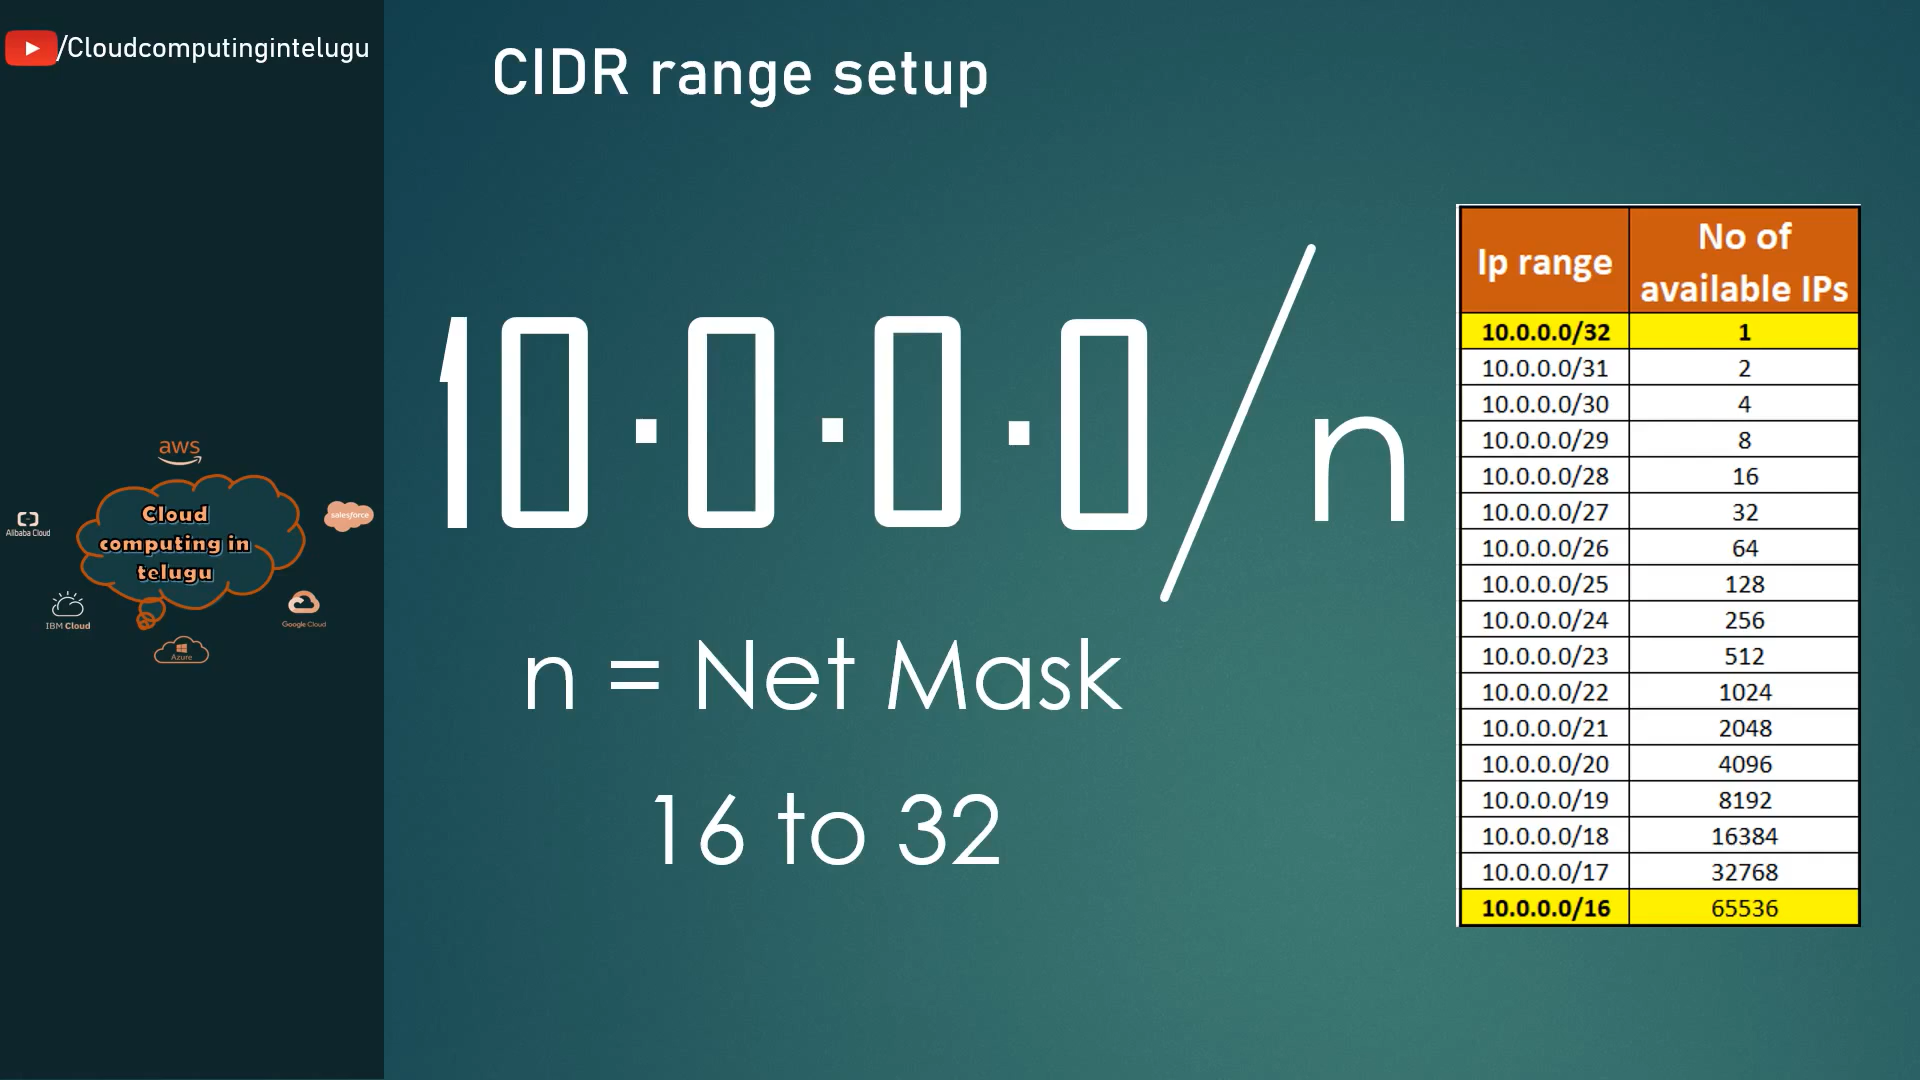 /Cloudcomputingintelugu
CIDR range setup
aws
Alibaba Cloud
salesforce
Cloud
computing in
telugu
IBM Cloud
Google Cloud
Azure
10.0.0.0/n
n = Net Mask
16 to 32
Ip range No of available IPs
10.0.0.0/32 1
10.0.0.0/31 2
10.0.0.0/30 4
10.0.0.0/29 8
10.0.0.0/28 16
10.0.0.0/27 32
10.0.0.0/26 64
10.0.0.0/25 128
10.0.0.0/24 256
10.0.0.0/23 512
10.0.0.0/22 1024
10.0.0.0/21 2048
10.0.0.0/20 4096
10.0.0.0/19 8192
10.0.0.0/18 16384
10.0.0.0/17 32768
10.0.0.0/16 65536